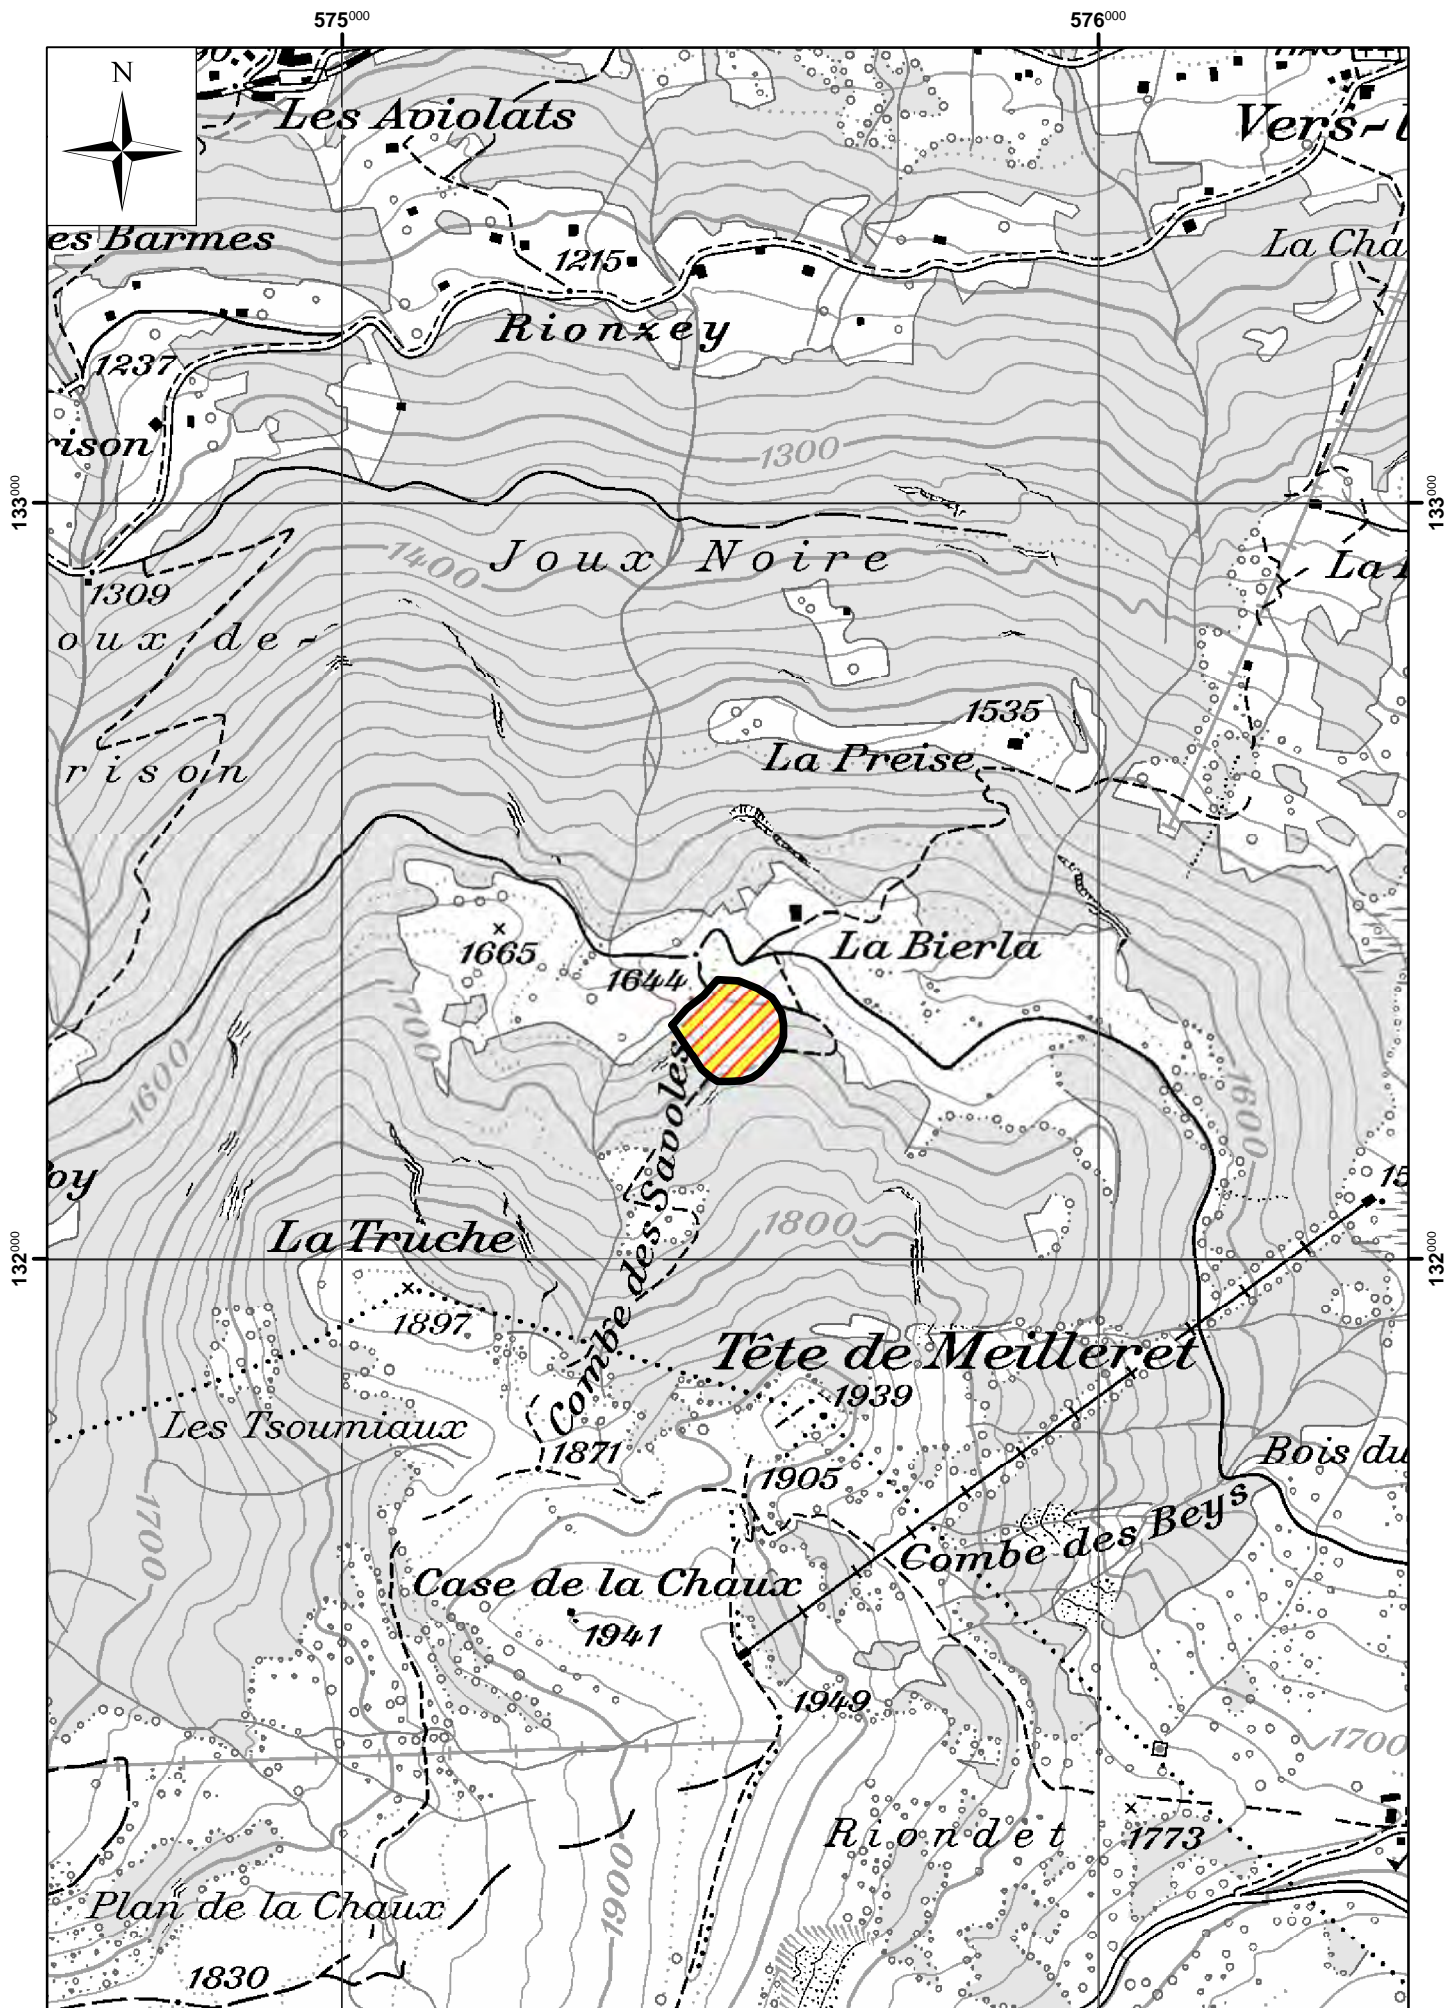 575000
576000
N
Les Aviolats
es Barmes
1215
La Cha
Rionzey
1237
rison
1300
133000
133000
Joux Noire
1400
1309
La
oux de-
1535
La Preise
rison
La Bierla
1665
1644
1700
1600
1600
Combe des Savoles
oy
15
La Truche
1800
132000
132000
1897
Tête de Meilleret
1939
Les Tsoumiaux
1871
1905
Bois du
1700
Combe des Beys
Case de la Chaux
1941
1949
1700
Riondet
1773
1900
Plan de la Chaux
1830